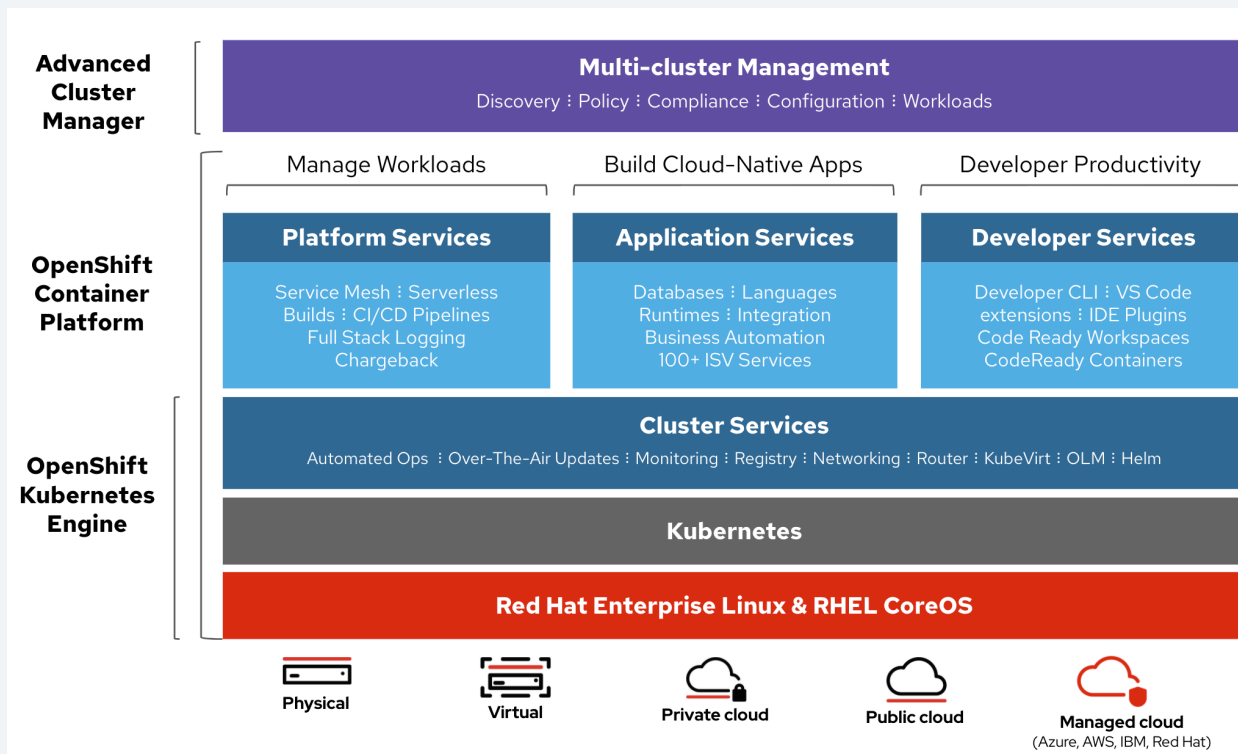 Advanced
Cluster
Manager
Multi-cluster Management
Discovery ⋮ Policy ⋮ Compliance ⋮ Configuration ⋮ Workloads
Manage Workloads
Build Cloud-Native Apps
Developer Productivity
OpenShift
Container
Platform
Platform Services
Service Mesh ⋮ Serverless
Builds ⋮ CI/CD Pipelines
Full Stack Logging
Chargeback
Application Services
Databases ⋮ Languages
Runtimes ⋮ Integration
Business Automation
100+ ISV Services
Developer Services
Developer CLI ⋮ VS Code
extensions ⋮ IDE Plugins
Code Ready Workspaces
CodeReady Containers
OpenShift
Kubernetes
Engine
Cluster Services
Automated Ops ⋮ Over-The-Air Updates ⋮ Monitoring ⋮ Registry ⋮ Networking ⋮ Router ⋮ KubeVirt ⋮ OLM ⋮ Helm
Kubernetes
Red Hat Enterprise Linux & RHEL CoreOS
Physical
Virtual
Private cloud
Public cloud
Managed cloud
(Azure, AWS, IBM, Red Hat)